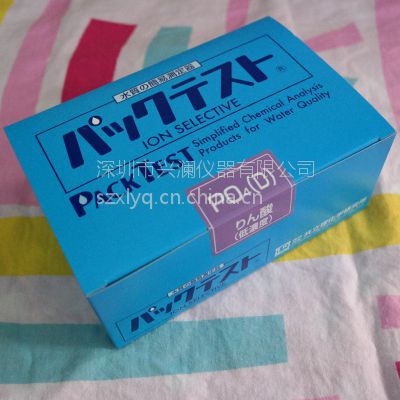 水質の簡易測定器
パックテスト®
ION SELECTIVE
PACKTEST Simplified Chemical Analysis
Products for Water Quality
深圳市兴澜仪器有限公司
szxlyq.cn.china.cn
PO₄(D)
りん酸
(低濃度)
パックテスト
ION SELECTIVE